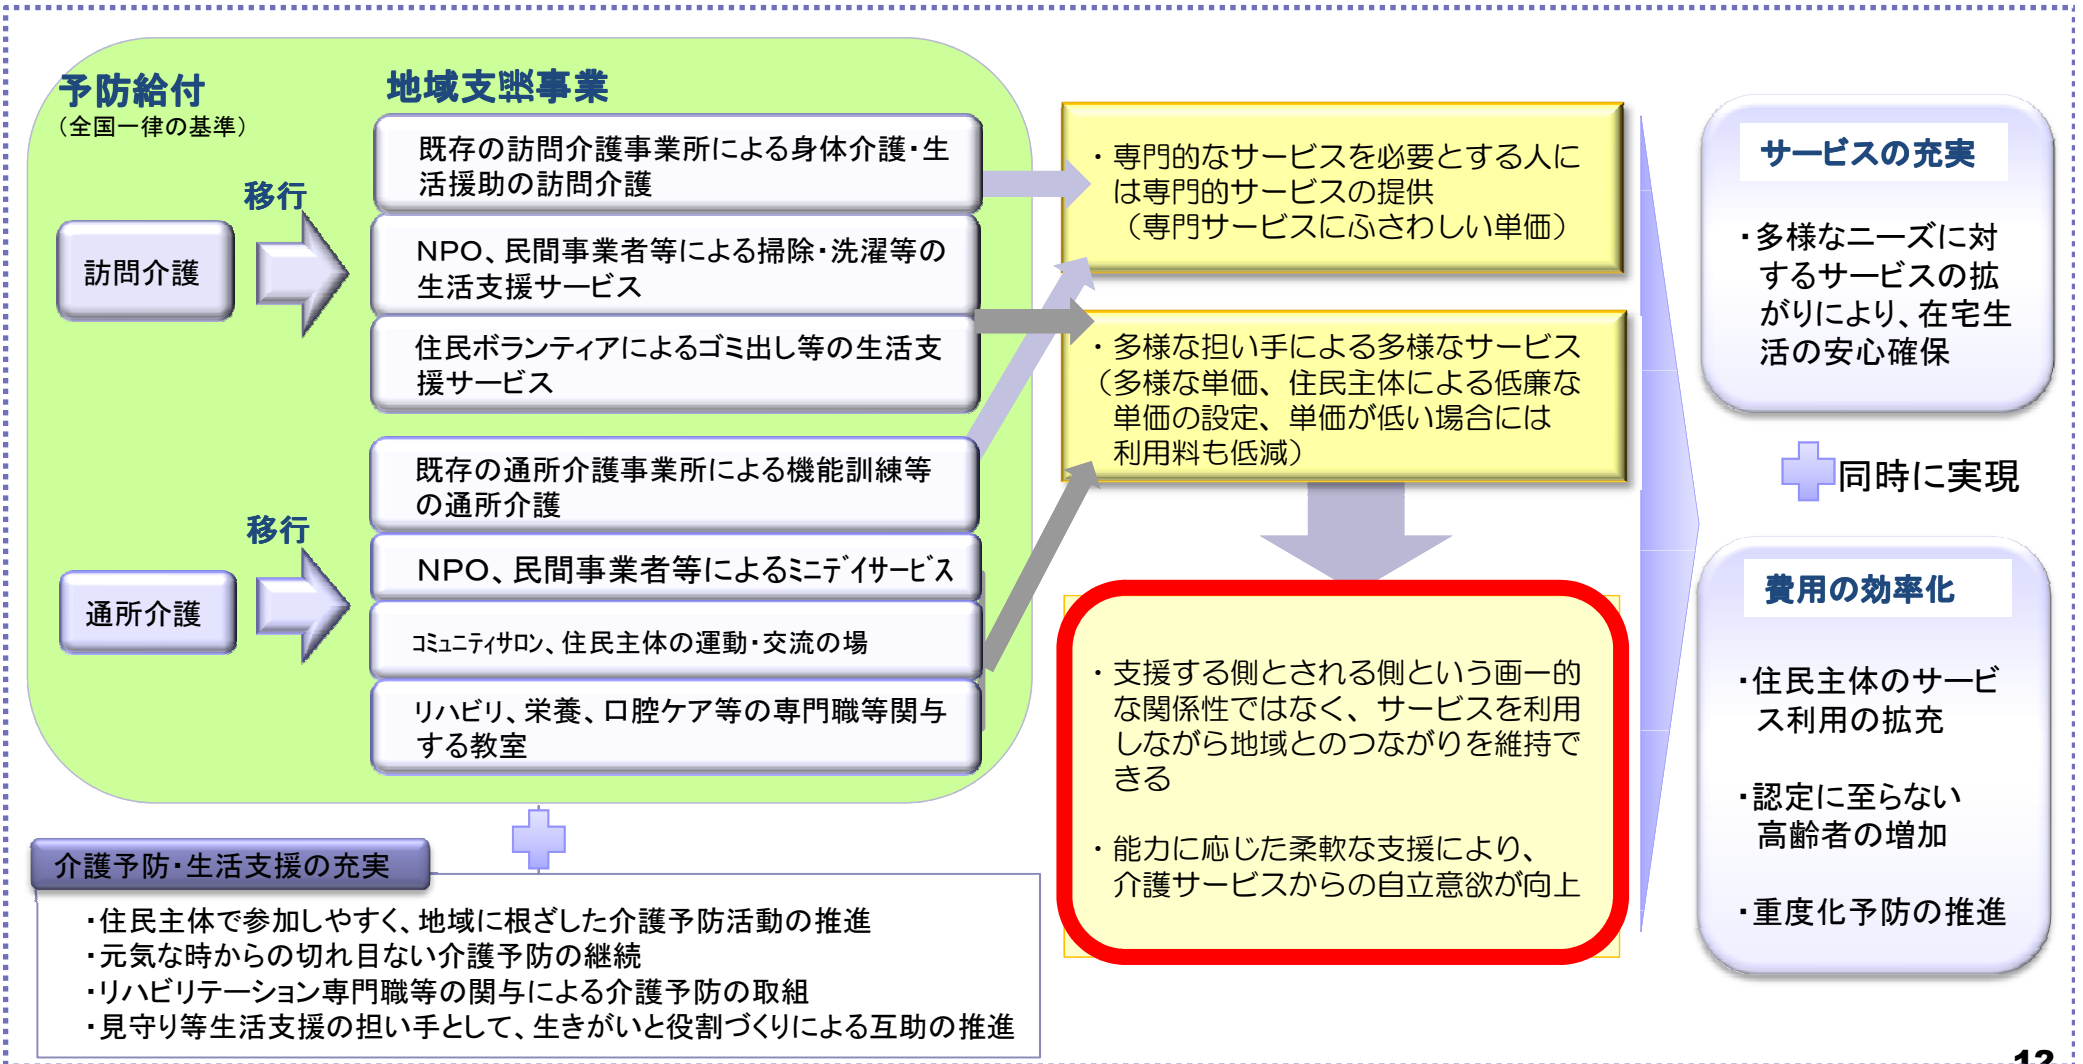 予防給付
（全国一律の基準）
地域支援事業
移行
訪問介護
既存の訪問介護事業所による身体介護・生
活援助の訪問介護
NPO、民間事業者等による掃除・洗濯等の
生活支援サービス
住民ボランティアによるゴミ出し等の生活支
援サービス
移行
通所介護
既存の通所介護事業所による機能訓練等
の通所介護
NPO、民間事業者等によるﾐﾆﾃﾞｲｻｰﾋﾞｽ
ｺﾐｭﾆﾃｨｻﾛﾝ、住民主体の運動・交流の場
リハビリ、栄養、口腔ケア等の専門職等関与
する教室
・専門的なサービスを必要とする人に
は専門的サービスの提供
（専門サービスにふさわしい単価）
・多様な担い手による多様なサービス
（多様な単価、住民主体による低廉な
単価の設定、単価が低い場合には
利用料も低減）
・支援する側とされる側という画一的
な関係性ではなく、サービスを利用
しながら地域とのつながりを維持で
きる
・能力に応じた柔軟な支援により、
介護サービスからの自立意欲が向上
サービスの充実
・多様なニーズに対
するサービスの拡
がりにより、在宅生
活の安心確保
同時に実現
費用の効率化
・住民主体のサービ
ス利用の拡充
・認定に至らない
高齢者の増加
・重度化予防の推進
介護予防・生活支援の充実
・住民主体で参加しやすく、地域に根ざした介護予防活動の推進
・元気な時からの切れ目ない介護予防の継続
・リハビリテーション専門職等の関与による介護予防の取組
・見守り等生活支援の担い手として、生きがいと役割づくりによる互助の推進
12